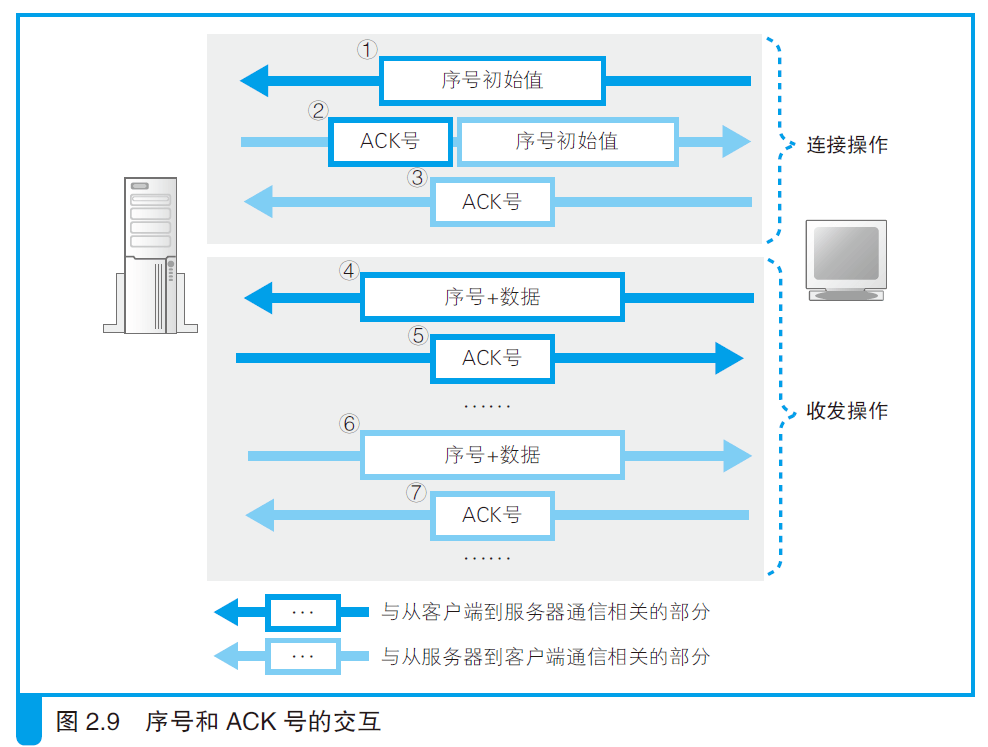 ①
序号初始值
②
ACK号
序号初始值
③
ACK号
连接操作
④
序号+数据
⑤
ACK号
……
⑥
序号+数据
⑦
ACK号
……
收发操作
… 与从客户端到服务器通信相关的部分
… 与从服务器到客户端通信相关的部分
图 2.9 序号和 ACK 号的交互